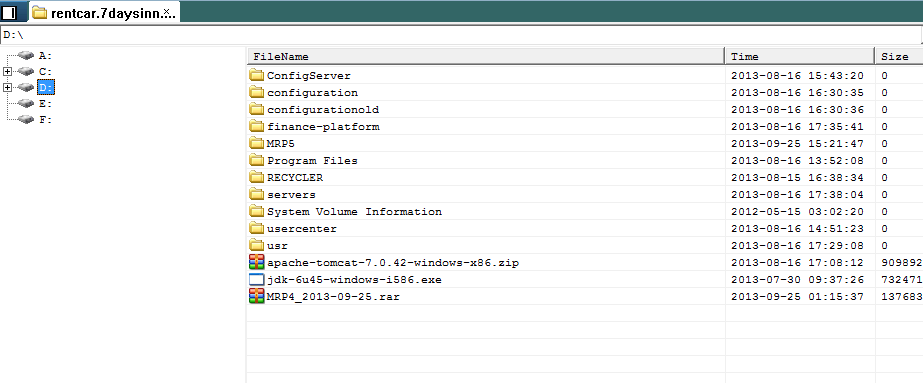 rentcar.7daysinn.x..
D:\
A:
C:
D:
E:
F:
FileName Time Size
ConfigServer 2013-08-16 15:43:20 0
configuration 2013-08-16 16:30:35 0
configurationold 2013-08-16 16:30:36 0
finance-platform 2013-08-16 17:35:41 0
MRP5 2013-09-25 15:21:47 0
Program Files 2013-08-16 13:52:08 0
RECYCLER 2013-08-15 16:38:34 0
servers 2013-08-16 17:38:04 0
System Volume Information 2012-05-15 03:02:20 0
usercenter 2013-08-16 14:51:23 0
usr 2013-08-16 17:29:08 0
apache-tomcat-7.0.42-windows-x86.zip 2013-08-16 17:08:12 909892
jdk-6u45-windows-i586.exe 2013-07-30 09:37:26 732471
MRP4_2013-09-25.rar 2013-09-25 01:15:37 137683